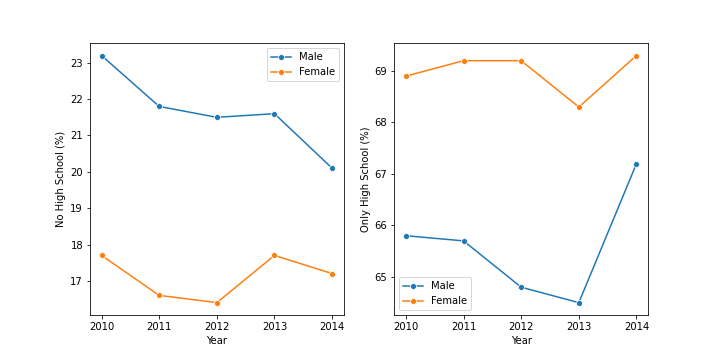 No High School (%)
23
22
21
20
19
18
17
2010 2011 2012 2013 2014
Year
Male
Female
Only High School (%)
69
68
67
66
65
2010 2011 2012 2013 2014
Year
Male
Female